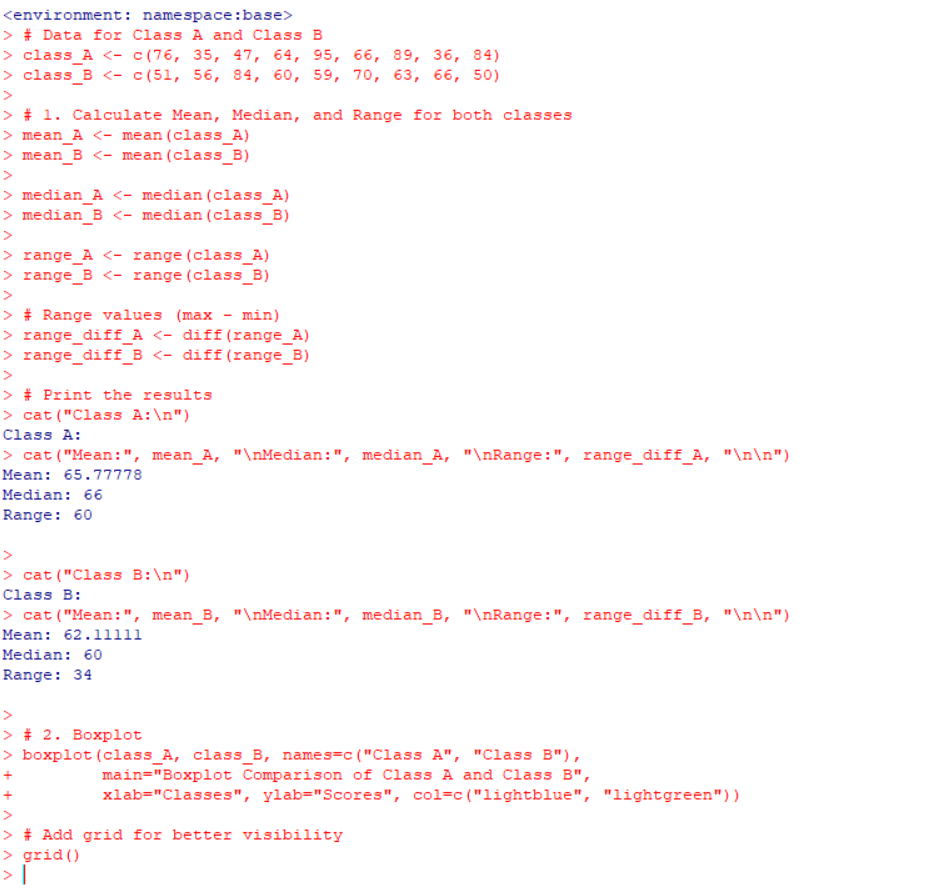 <environment: namespace:base>
> # Data for Class A and Class B
> class_A <- c(76, 35, 47, 64, 95, 66, 89, 36, 84)
> class_B <- c(51, 56, 84, 60, 59, 70, 63, 66, 50)
>
> # 1. Calculate Mean, Median, and Range for both classes
> mean_A <- mean(class_A)
> mean_B <- mean(class_B)
>
> median_A <- median(class_A)
> median_B <- median(class_B)
>
> range_A <- range(class_A)
> range_B <- range(class_B)
>
> # Range values (max - min)
> range_diff_A <- diff(range_A)
> range_diff_B <- diff(range_B)
>
> # Print the results
> cat("Class A:\n")
Class A:
> cat("Mean:", mean_A, "\nMedian:", median_A, "\nRange:", range_diff_A, "\n\n")
Mean: 65.77778
Median: 66
Range: 60

>
> cat("Class B:\n")
Class B:
> cat("Mean:", mean_B, "\nMedian:", median_B, "\nRange:", range_diff_B, "\n\n")
Mean: 62.11111
Median: 60
Range: 34

>
> # 2. Boxplot
> boxplot(class_A, class_B, names=c("Class A", "Class B"),
+         main="Boxplot Comparison of Class A and Class B",
+         xlab="Classes", ylab="Scores", col=c("lightblue", "lightgreen"))
>
> # Add grid for better visibility
> grid()
>